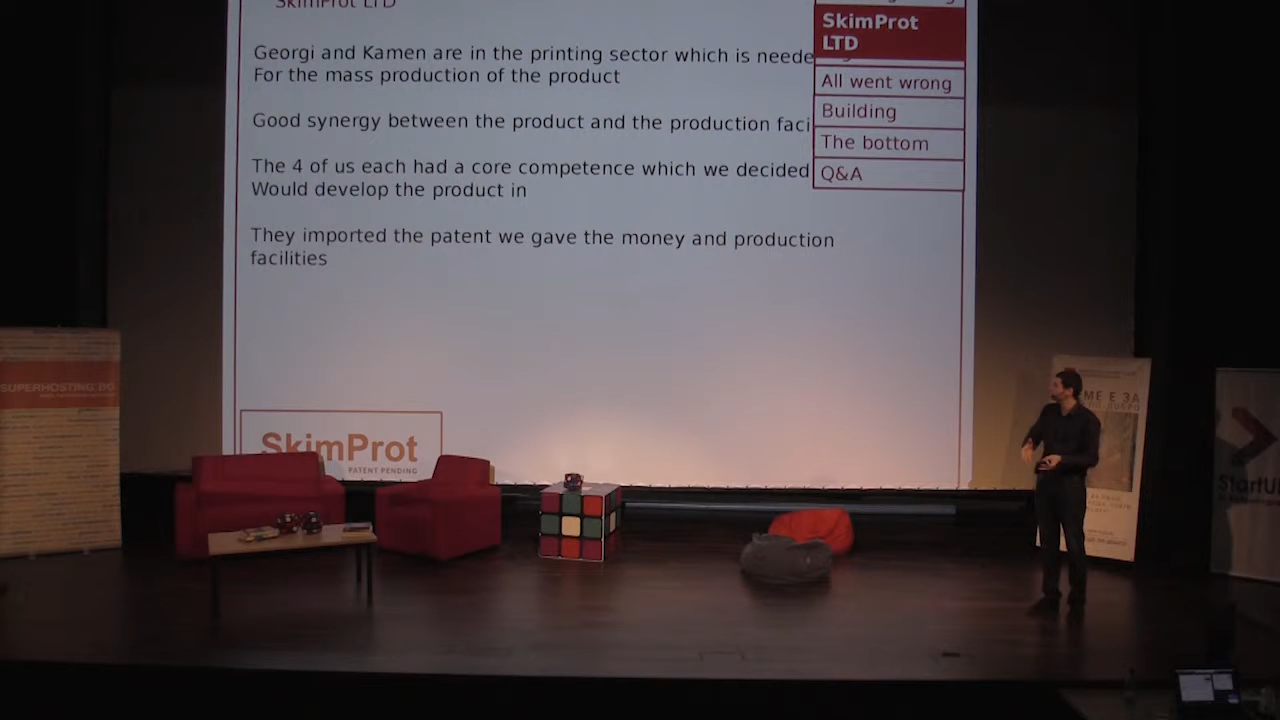 SkimProt LTD
Georgi and Kamen are in the printing sector which is neede
For the mass production of the product
Good synergy between the product and the production faci
The 4 of us each had a core competence which we decided
Would develop the product in
They imported the patent we gave the money and production
facilities
SkimProt
LTD
All went wrong
Building
The bottom
Q&A
SkimProt
PATENT PENDING
SUPERHOSTING.BG
МЕ Е ЗА
StartU